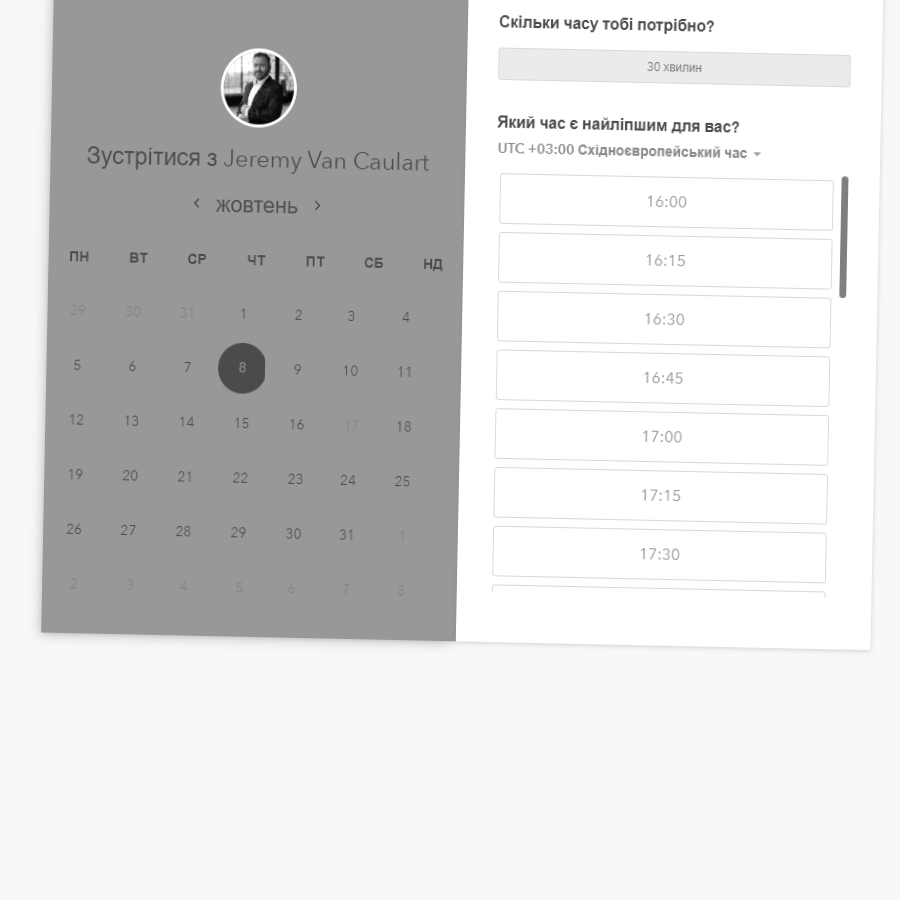 Зустрітися з Jeremy Van Caulart
жовтень
ПН ВТ СР ЧТ ПТ СБ НД
29 30 31 1 2 3 4
5 6 7 8 9 10 11
12 13 14 15 16 17 18
19 20 21 22 23 24 25
26 27 28 29 30 31 1
2 3 4 5 6 7 8
Скільки часу тобі потрібно?
30 хвилин
Який час є найліпшим для вас?
UTC +03:00 Східноєвропейський час
16:00
16:15
16:30
16:45
17:00
17:15
17:30